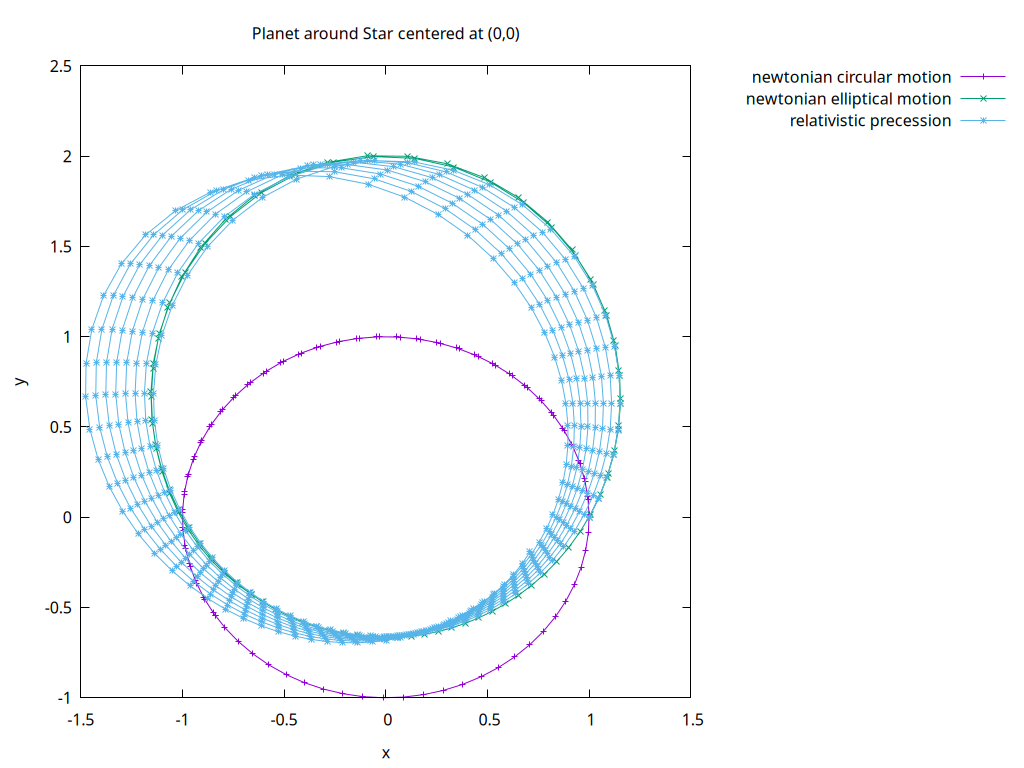 Planet around Star centered at (0,0)
newtonian circular motion
newtonian elliptical motion
relativistic precession
2.5
2
1.5
1
0.5
0
-0.5
-1
-1.5 -1 -0.5 0 0.5 1 1.5
y
x